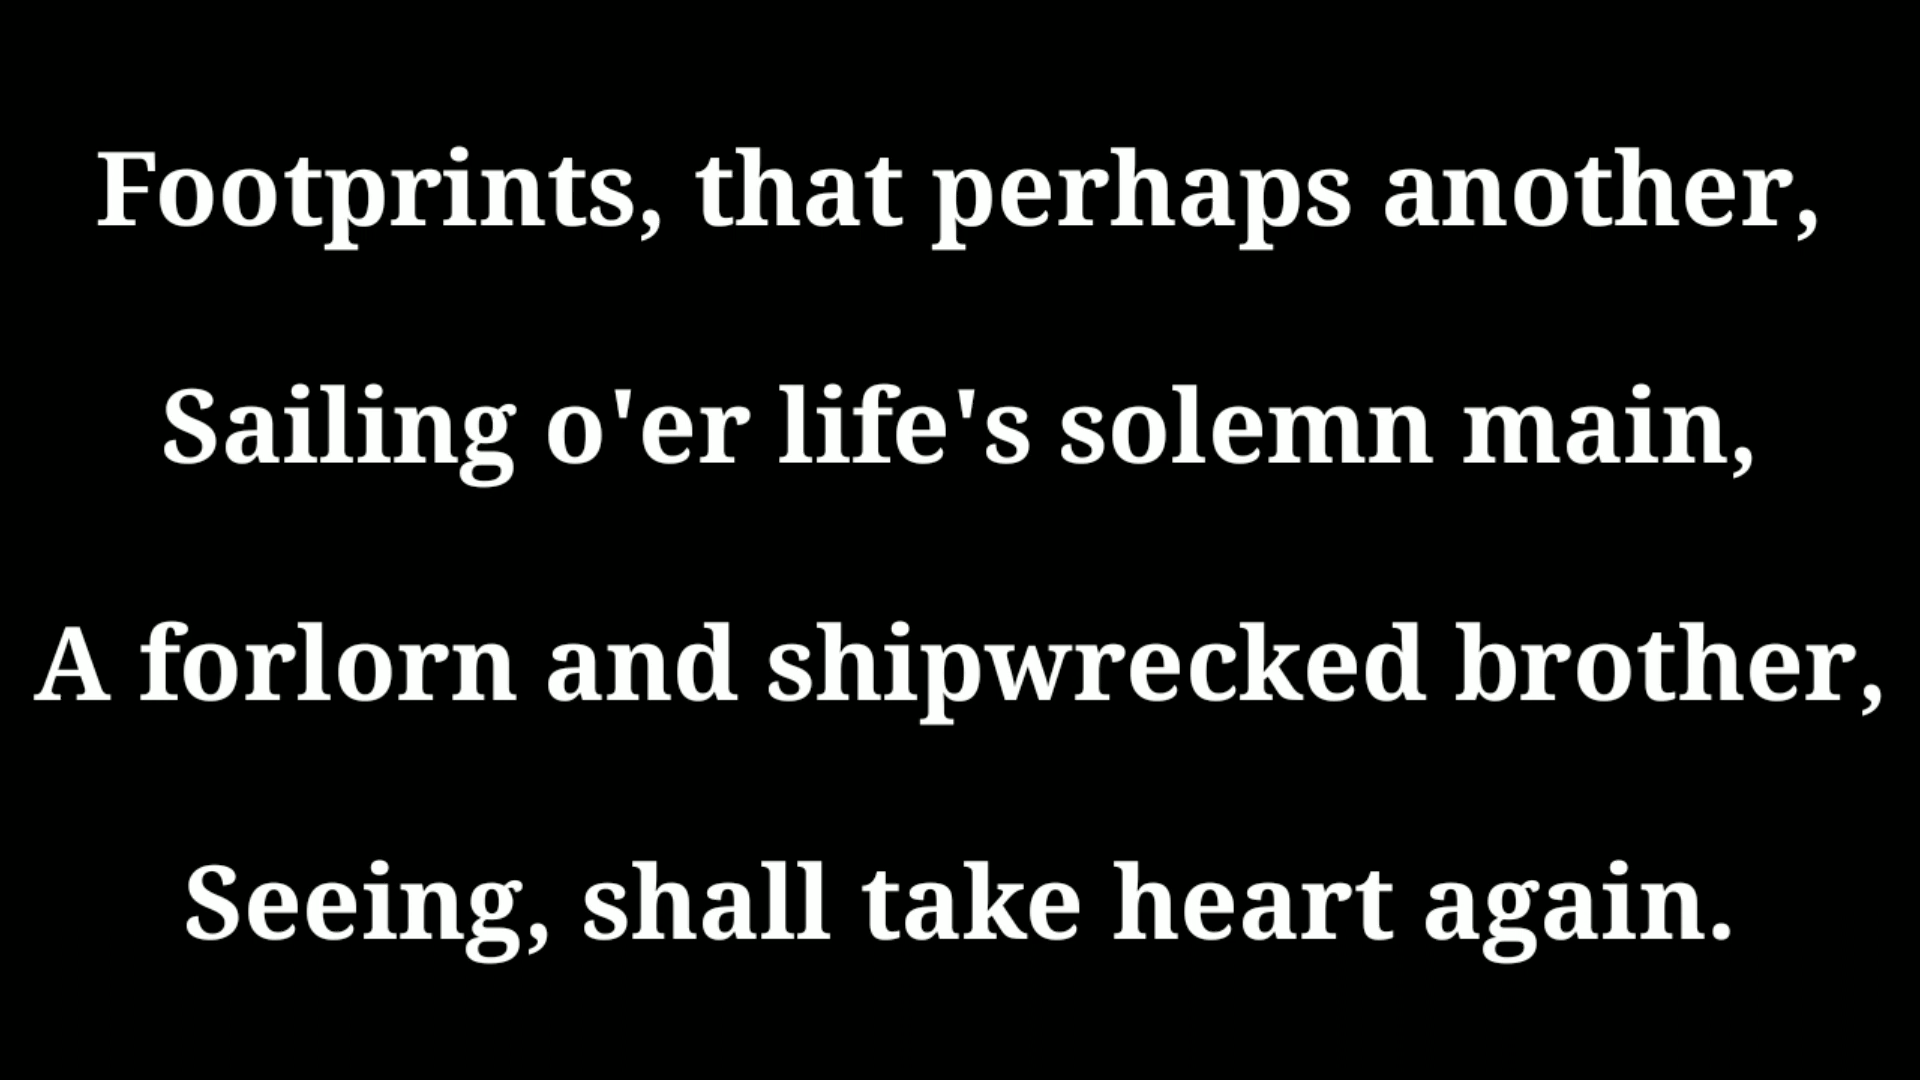 Footprints, that perhaps another,
Sailing o'er life's solemn main,
A forlorn and shipwrecked brother,
Seeing, shall take heart again.